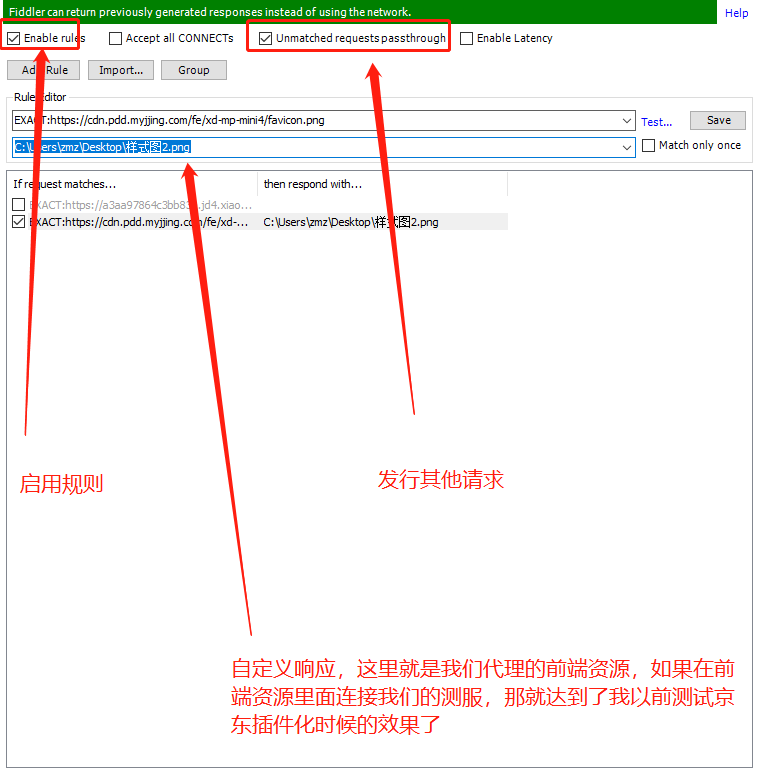 Fiddler can return previously generated responses instead of using the network.
Help
Enable rules
Accept all CONNECTs
Unmatched requests passthrough
Enable Latency
Add Rule
Import...
Group
Rule Editor
EXACT:https://cdn.pdd.myjjing.com/fe/xd-mp-mini4/favicon.png
Test...
Save
C:\Users\zmz\Desktop\样式图2.png
Match only once
If request matches...
then respond with...
EXACT:https://a3aa97864c3bb83 .jd4.xiao...
EXACT:https://cdn.pdd.myjjing.com/fe/xd-...
C:\Users\zmz\Desktop\样式图2.png
启用规则
发行其他请求
自定义响应，这里就是我们代理的前端资源，如果在前
端资源里面连接我们的测服，那就达到了我以前测试京
东插件化时候的效果了